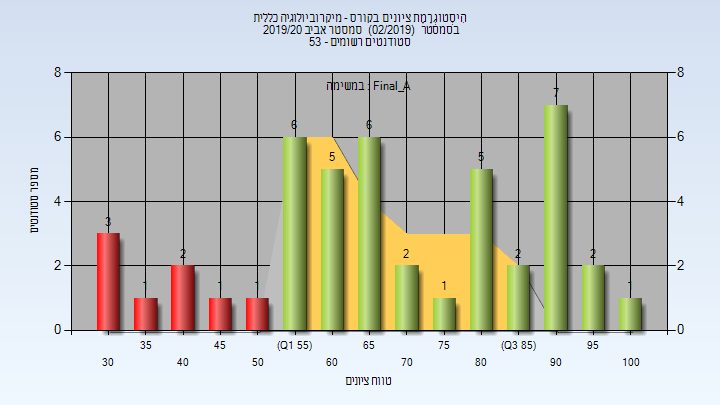 הִיסְטוֹגְרָמַת ציונים בקורס - מיקרוביולוגיה כללית
בסמסטר (02/2019) סמסטר אביב 2019/20
סטודנטים רשומים - 53
במשימה : Final_A
8 8
6 6
4 4
2 2
0 0
3 1 2 1 1 6 5 6 2 1 5 2 7 2 1
מספר סטודנטים
35 45 (Q1 55) 65 75 (Q3 85) 95
30 40 50 60 70 80 90 100
טווח ציונים